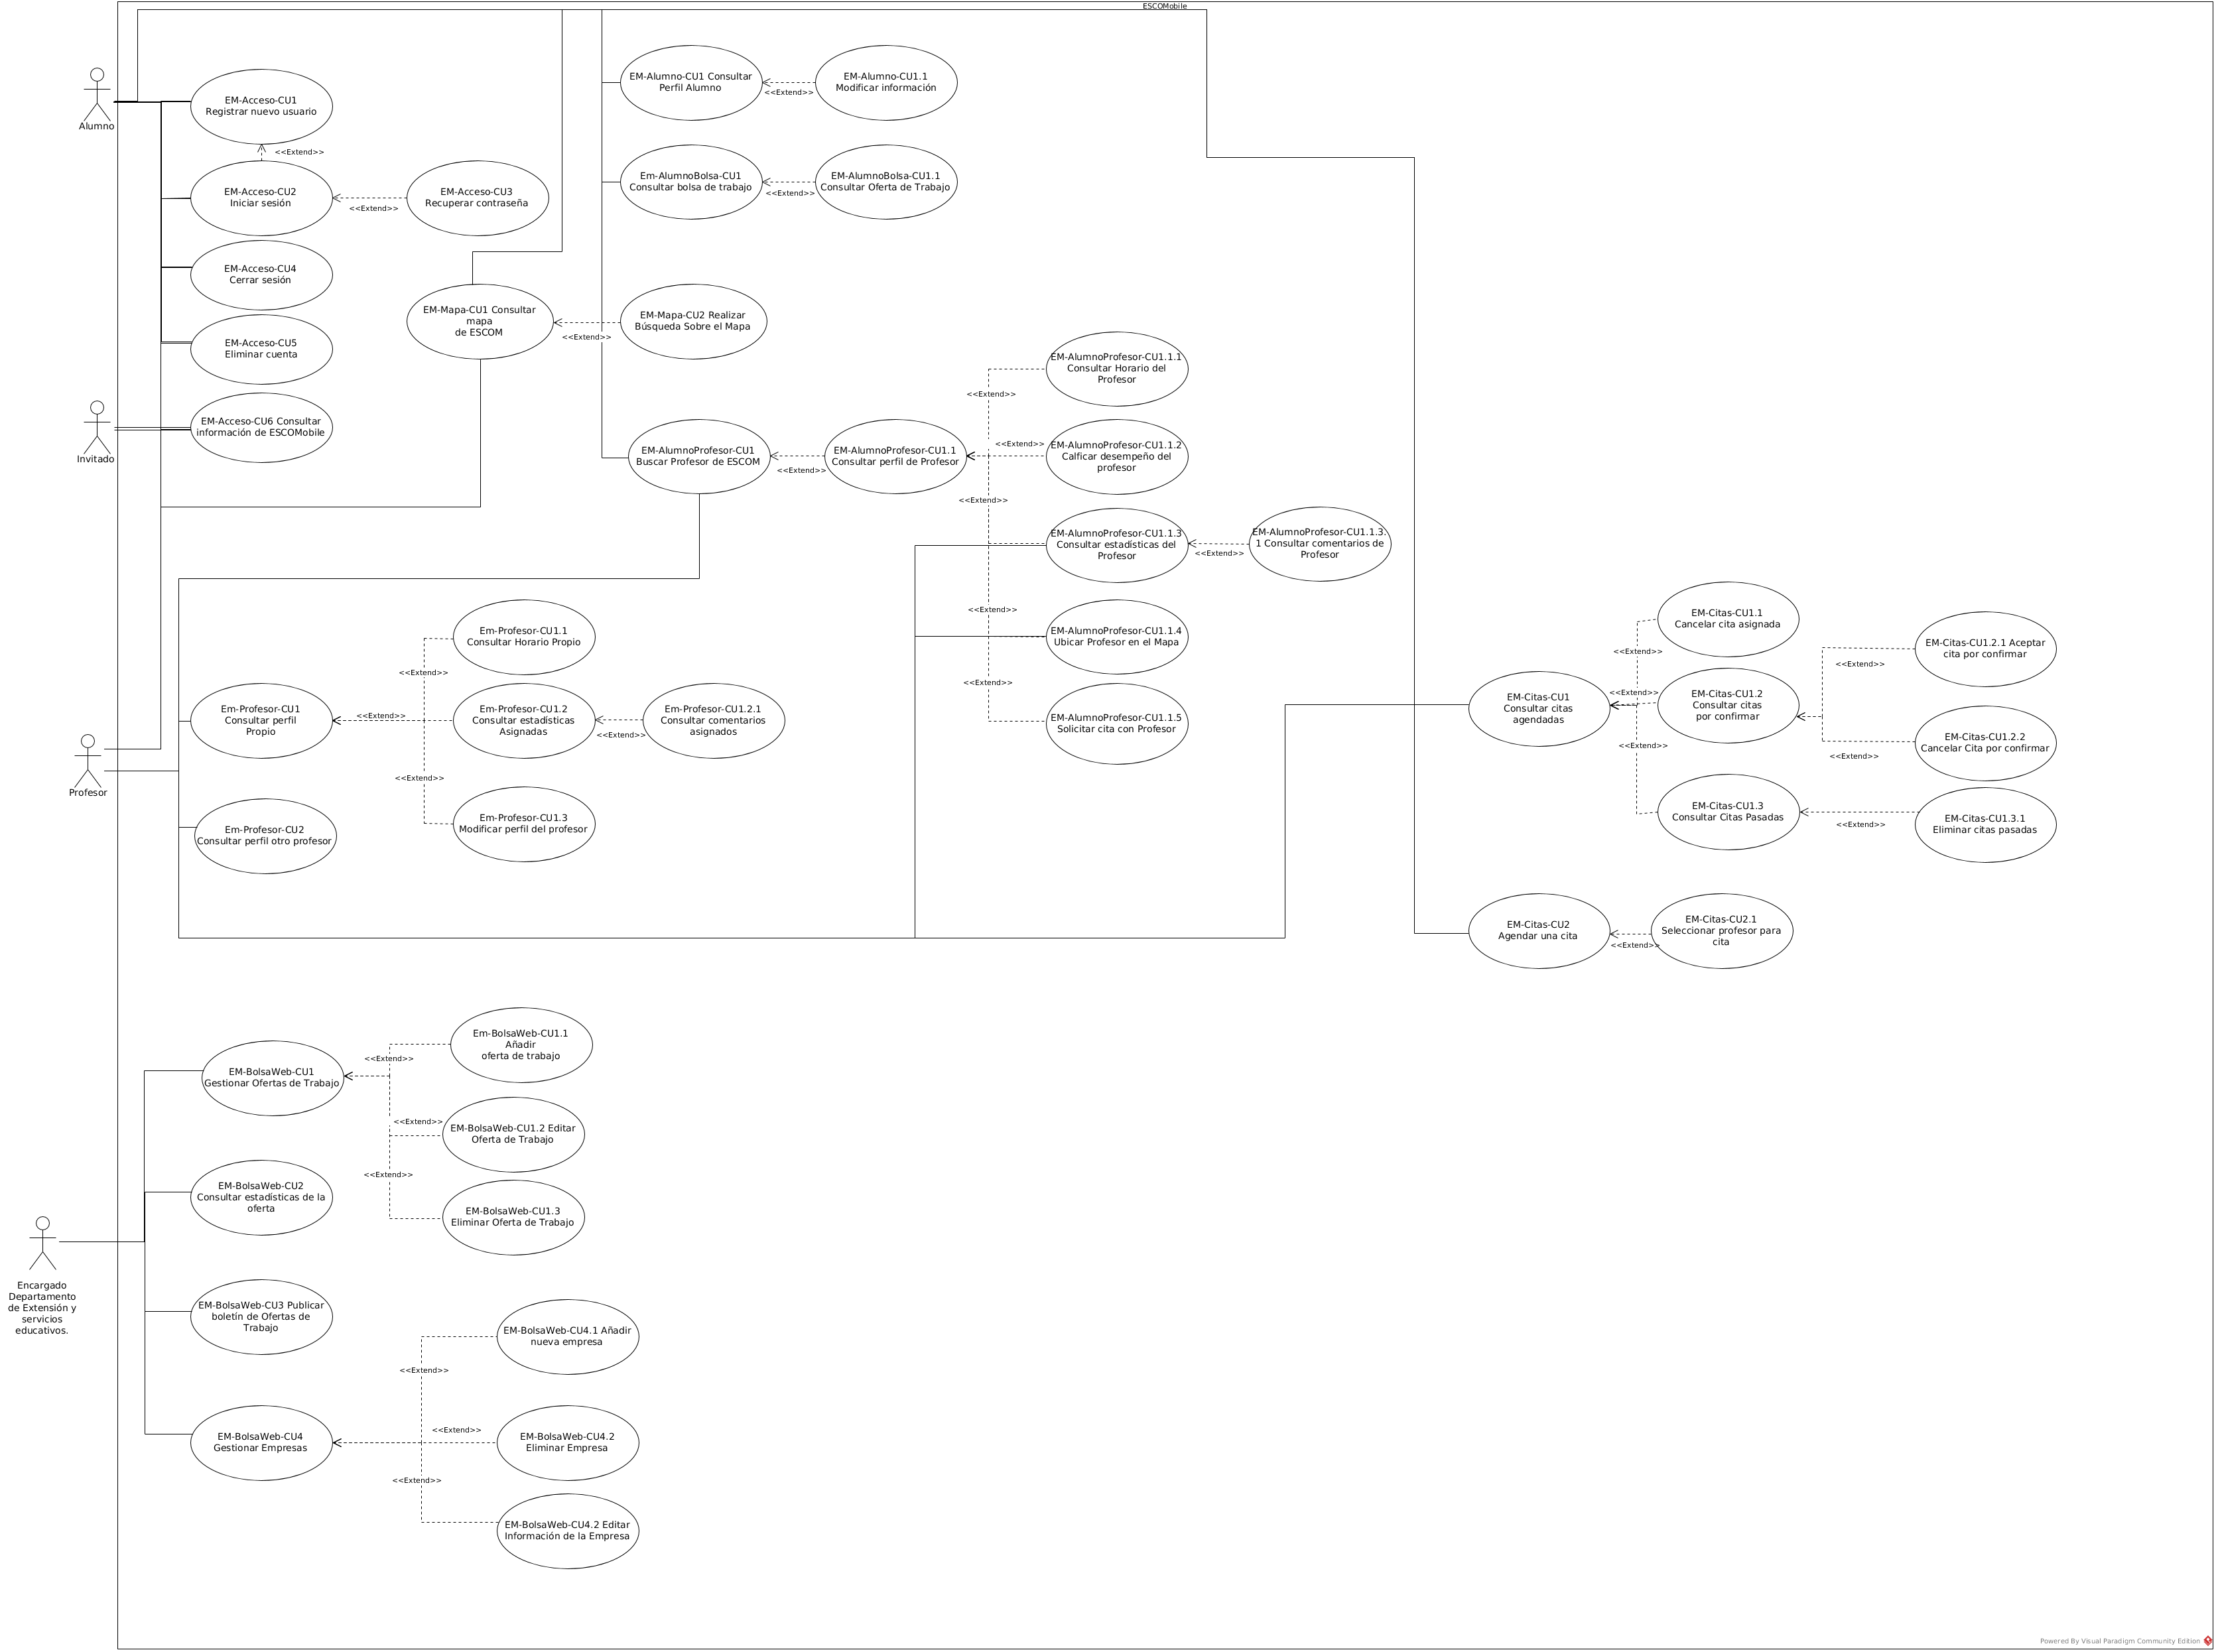 ESCOMobile
Alumno
EM-Acceso-CU1
Registrar nuevo usuario
<<Extend>>
EM-Acceso-CU2
Iniciar sesión
<<Extend>>
EM-Acceso-CU3
Recuperar contraseña
EM-Acceso-CU4
Cerrar sesión
EM-Acceso-CU5
Eliminar cuenta
Invitado
EM-Acceso-CU6 Consultar
información de ESCOMobile
EM-Alumno-CU1 Consultar
Perfil Alumno
<<Extend>>
EM-Alumno-CU1.1
Modificar información
Em-AlumnoBolsa-CU1
Consultar bolsa de trabajo
<<Extend>>
EM-AlumnoBolsa-CU1.1
Consultar Oferta de Trabajo
EM-Mapa-CU1 Consultar
mapa
de ESCOM
<<Extend>>
EM-Mapa-CU2 Realizar
Búsqueda Sobre el Mapa
EM-AlumnoProfesor-CU1
Buscar Profesor de ESCOM
<<Extend>>
EM-AlumnoProfesor-CU1.1
Consultar perfil de Profesor
<<Extend>>
EM-AlumnoProfesor-CU1.1.1
Consultar Horario del
Profesor
<<Extend>>
EM-AlumnoProfesor-CU1.1.2
Calficar desempeño del
profesor
<<Extend>>
EM-AlumnoProfesor-CU1.1.3
Consultar estadísticas del
Profesor
<<Extend>>
EM-AlumnoProfesor-CU1.1.3.
1 Consultar comentarios de
Profesor
<<Extend>>
EM-AlumnoProfesor-CU1.1.4
Ubicar Profesor en el Mapa
<<Extend>>
EM-AlumnoProfesor-CU1.1.5
Solicitar cita con Profesor
Profesor
Em-Profesor-CU1
Consultar perfil
Propio
<<Extend>>
Em-Profesor-CU1.1
Consultar Horario Propio
<<Extend>>
Em-Profesor-CU1.2
Consultar estadísticas
Asignadas
<<Extend>>
Em-Profesor-CU1.2.1
Consultar comentarios
asignados
<<Extend>>
Em-Profesor-CU1.3
Modificar perfil del profesor
Em-Profesor-CU2
Consultar perfil otro profesor
EM-Citas-CU1
Consultar citas
agendadas
<<Extend>>
EM-Citas-CU1.1
Cancelar cita asignada
<<Extend>>
EM-Citas-CU1.2
Consultar citas
por confirmar
<<Extend>>
EM-Citas-CU1.2.1 Aceptar
cita por confirmar
<<Extend>>
EM-Citas-CU1.2.2
Cancelar Cita por confirmar
<<Extend>>
EM-Citas-CU1.3
Consultar Citas Pasadas
<<Extend>>
EM-Citas-CU1.3.1
Eliminar citas pasadas
EM-Citas-CU2
Agendar una cita
<<Extend>>
EM-Citas-CU2.1
Seleccionar profesor para
cita
Encargado
Departamento
de Extensión y
servicios
educativos.
EM-BolsaWeb-CU1
Gestionar Ofertas de Trabajo
<<Extend>>
Em-BolsaWeb-CU1.1
Añadir
oferta de trabajo
<<Extend>>
EM-BolsaWeb-CU1.2 Editar
Oferta de Trabajo
<<Extend>>
EM-BolsaWeb-CU1.3
Eliminar Oferta de Trabajo
EM-BolsaWeb-CU2
Consultar estadísticas de la
oferta
EM-BolsaWeb-CU3 Publicar
boletín de Ofertas de
Trabajo
EM-BolsaWeb-CU4
Gestionar Empresas
<<Extend>>
EM-BolsaWeb-CU4.1 Añadir
nueva empresa
<<Extend>>
EM-BolsaWeb-CU4.2
Eliminar Empresa
<<Extend>>
EM-BolsaWeb-CU4.2 Editar
Información de la Empresa
Powered By Visual Paradigm Community Edition